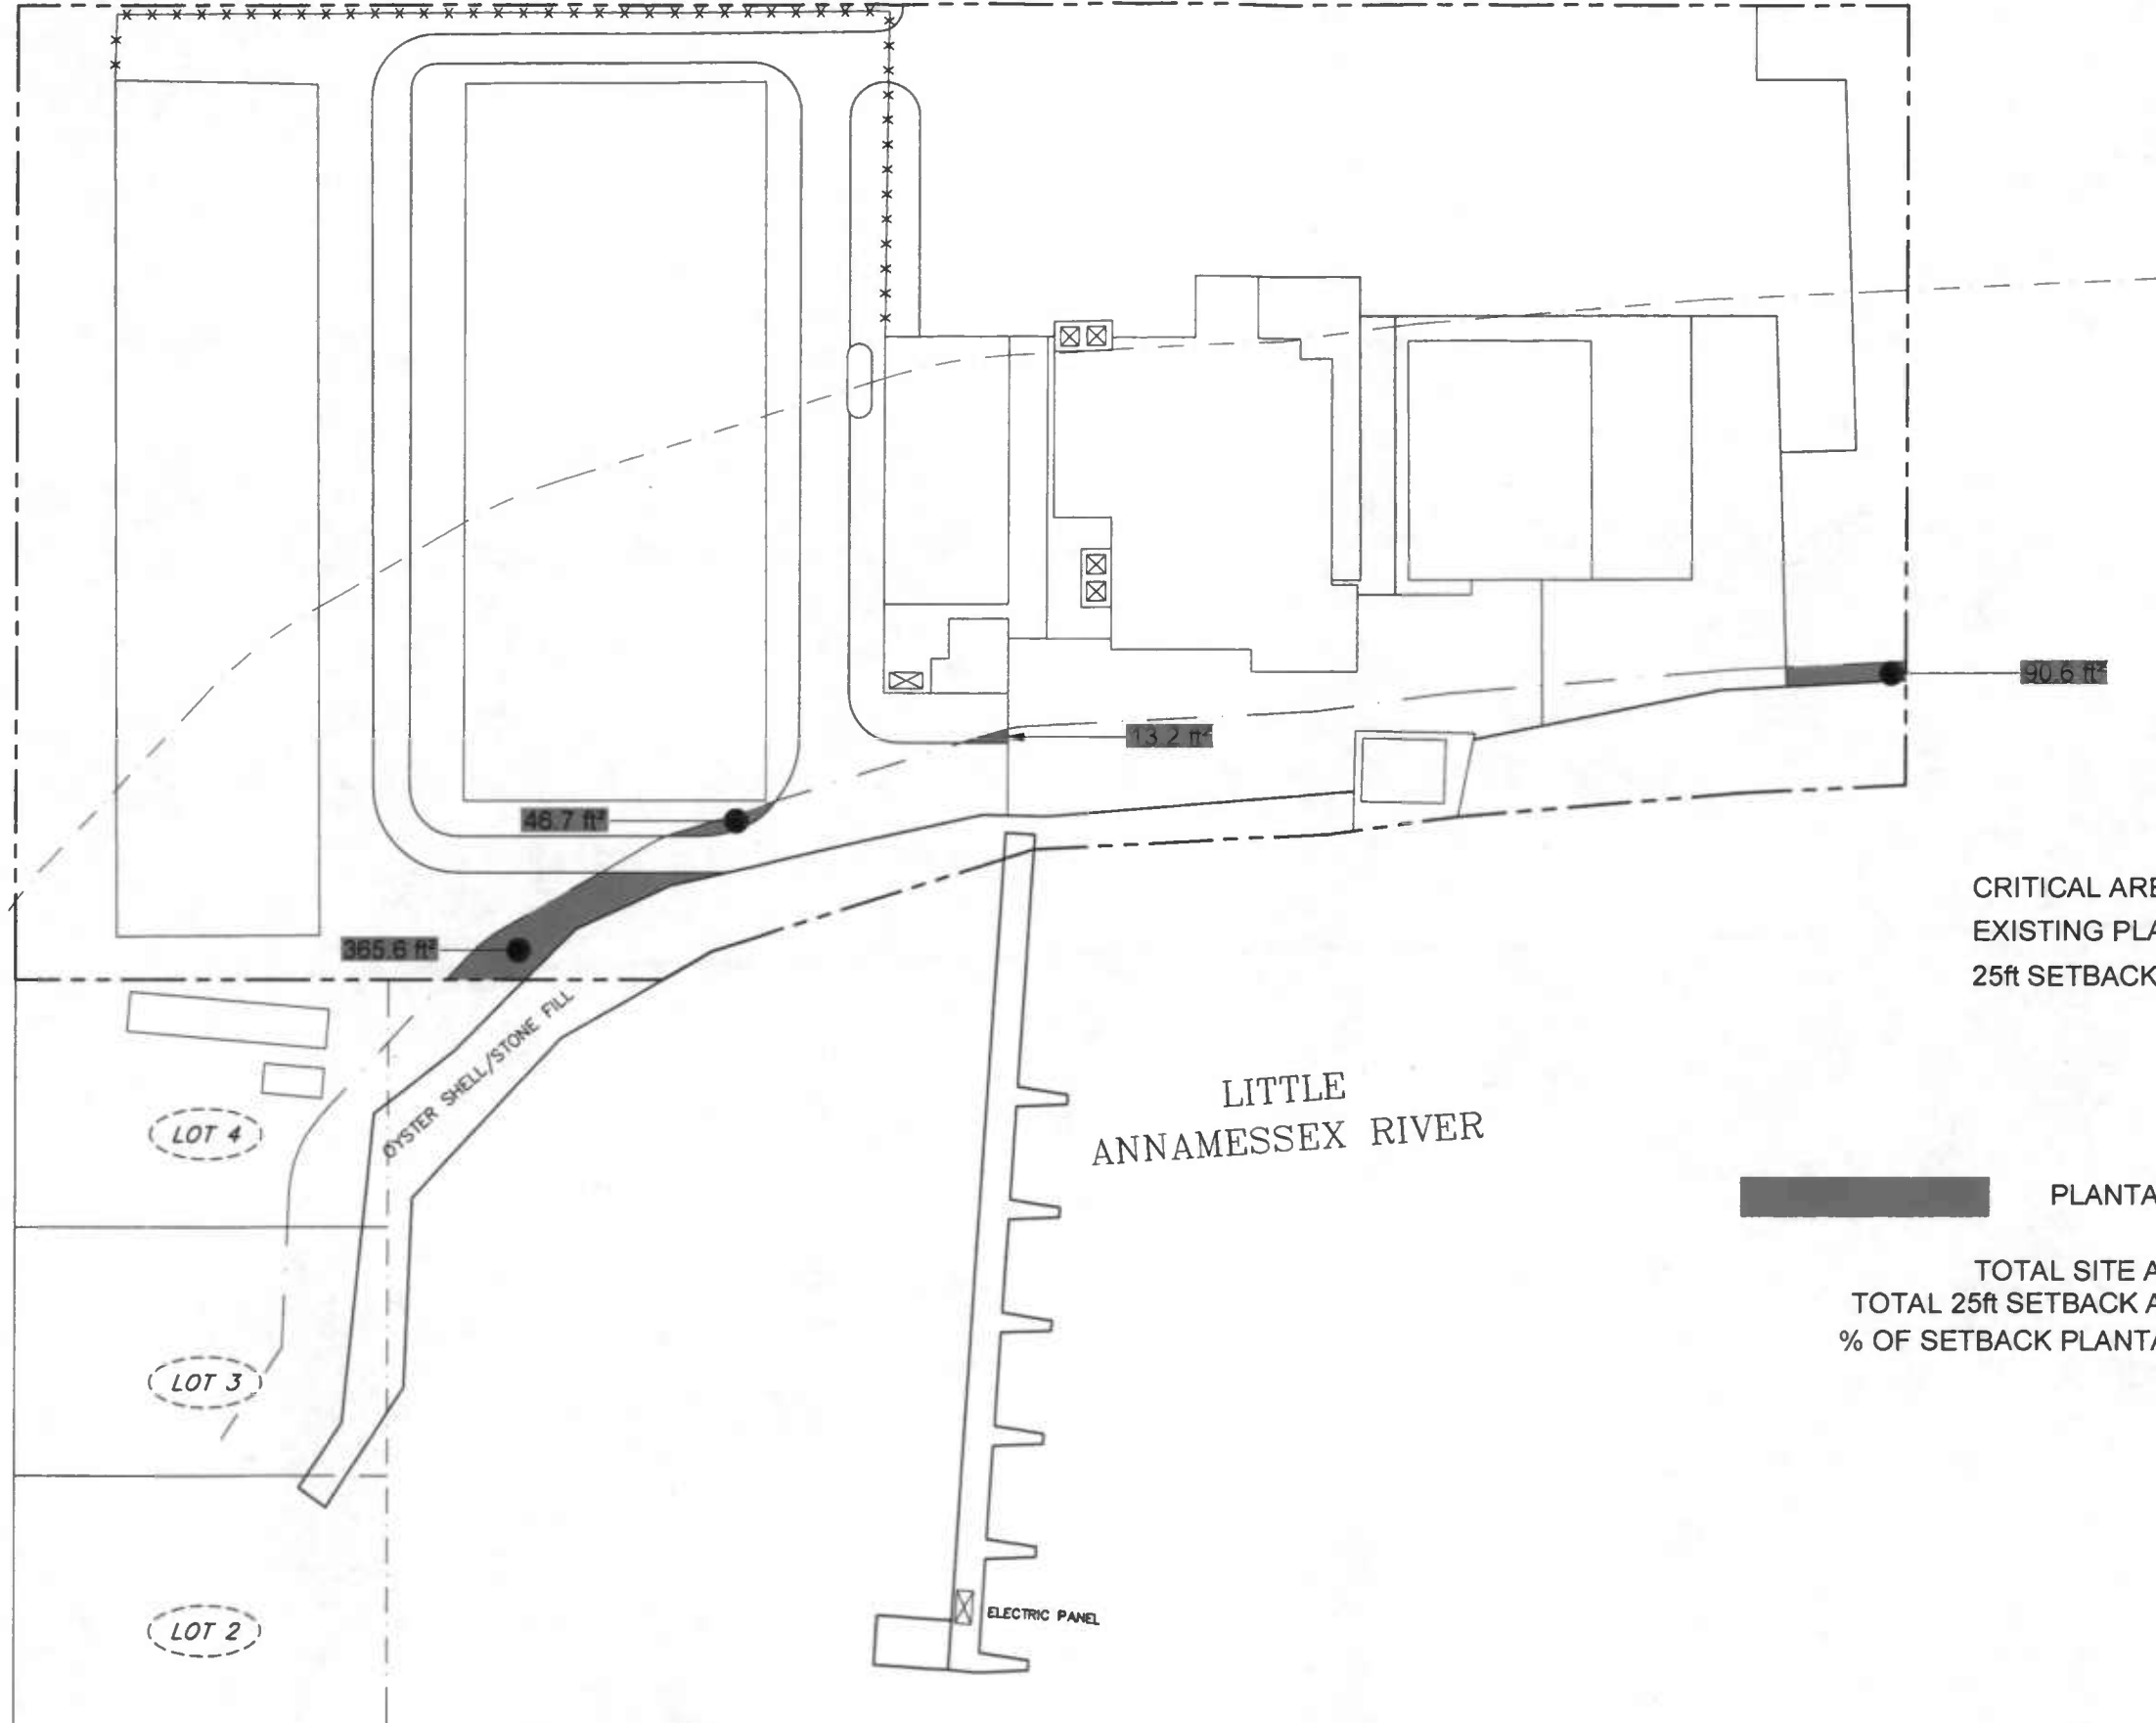 90.6 ft²
13.2 ft²
46.7 ft²
365.6 ft²
CRITICAL ARE
EXISTING PLA
25ft SETBACK
OYSTER SHELL/STONE FILL
LITTLE
ANNAMESSEX RIVER
LOT 4
PLANTA
TOTAL SITE A
TOTAL 25ft SETBACK A
% OF SETBACK PLANTA
LOT 3
ELECTRIC PANEL
LOT 2